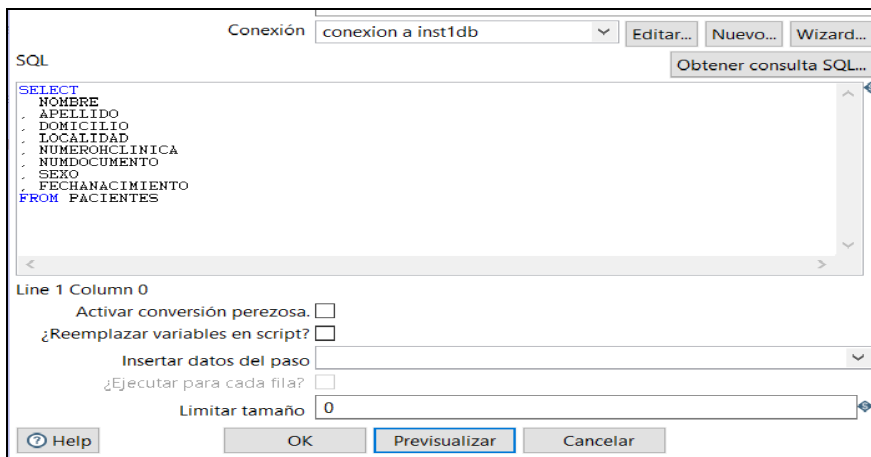 Conexión conexion a inst1db Editar... Nuevo... Wizard...
SQL Obtener consulta SQL...
SELECT
NOMBRE
, APELLIDO
, DOMICILIO
, LOCALIDAD
, NUMEROHCLINICA
, NUMDOCUMENTO
, SEXO
, FECHANACIMIENTO
FROM PACIENTES
Line 1 Column 0
Activar conversión perezosa.
¿Reemplazar variables en script?
Insertar datos del paso
¿Ejecutar para cada fila?
Limitar tamaño 0
Help OK Previsualizar Cancelar